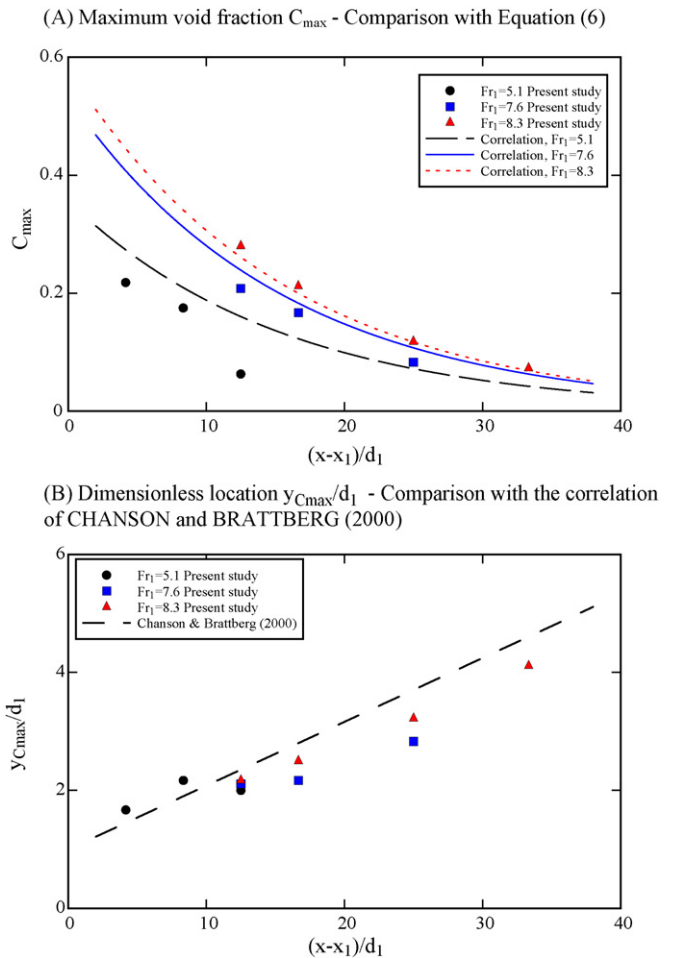 (A) Maximum void fraction Cmax - Comparison with Equation (6)
0.6
Fr1=5.1 Present study
Fr1=7.6 Present study
Fr1=8.3 Present study
Correlation, Fr1=5.1
Correlation, Fr1=7.6
Correlation, Fr1=8.3
0.4
Cmax
0.2
0
0 10 20 30 40
(x-x1)/d1
(B) Dimensionless location yCmax/d1 - Comparison with the correlation
of CHANSON and BRATTBERG (2000)
6
Fr1=5.1 Present study
Fr1=7.6 Present study
Fr1=8.3 Present study
Chanson & Brattberg (2000)
4
yCmax/d1
2
0
0 10 20 30 40
(x-x1)/d1